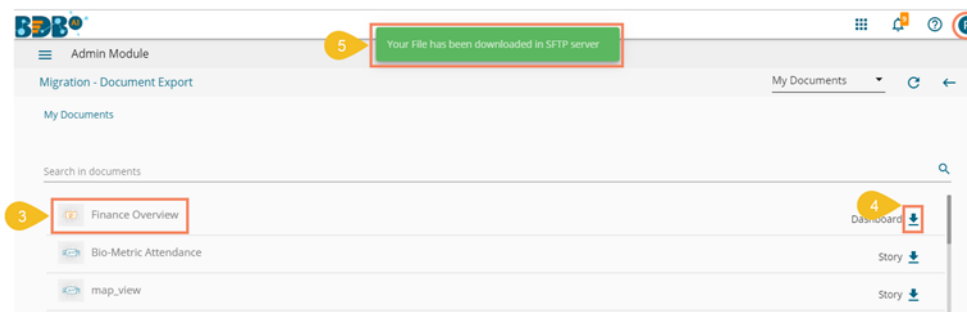 BDB AI
5
Your File has been downloaded in SFTP server
Admin Module
Migration - Document Export
My Documents
My Documents
Search in documents
3
Finance Overview
4
Dashboard
Bio-Metric Attendance
Story
map_view
Story